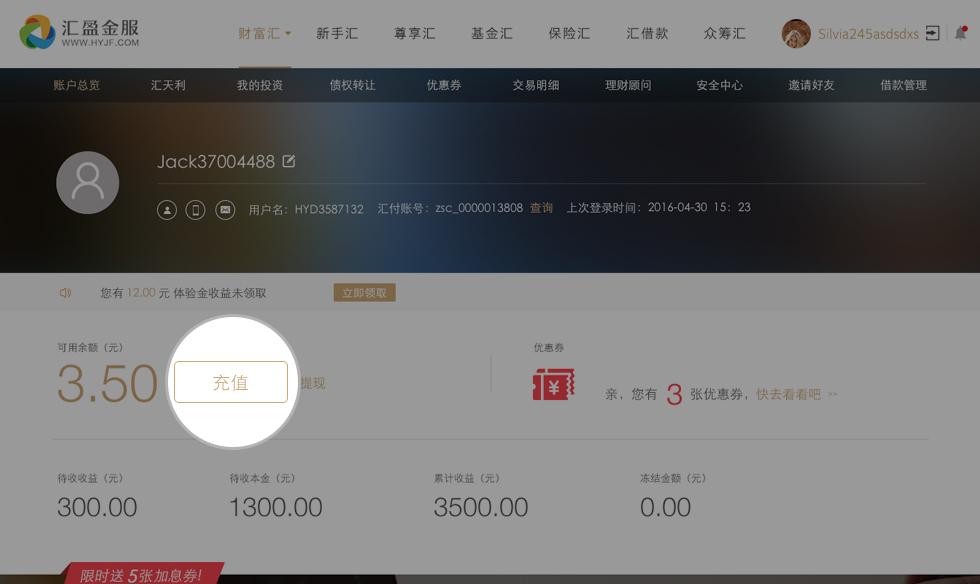 汇盈金服
WWW.HYJF.COM
财富汇 新手汇 尊享汇 基金汇 保险汇 汇借款 众筹汇 Silvia245asdsdxs
账户总览 汇天利 我的投资 债权转让 优惠券 交易明细 理财顾问 安全中心 邀请好友 借款管理
Jack37004488
用户名：HYD3587132 汇付账号：zsc_0000013808 查询 上次登录时间：2016-04-30 15：23
您有 12.00 元 体验金收益未领取 立即领取
可用余额（元） 优惠券
3.50 充值 提现 亲，您有 3 张优惠券，快去看看吧 >>
待收收益（元） 待收本金（元） 累计收益（元） 冻结金额（元）
300.00 1300.00 3500.00 0.00
限时送 5张加息券!